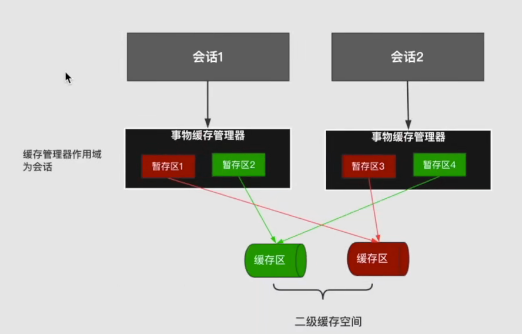 会话1
会话2
事物缓存管理器
事物缓存管理器
暂存区1
暂存区2
暂存区3
暂存区4
缓存管理器作用域
为会话
缓存区
缓存区
二级缓存空间